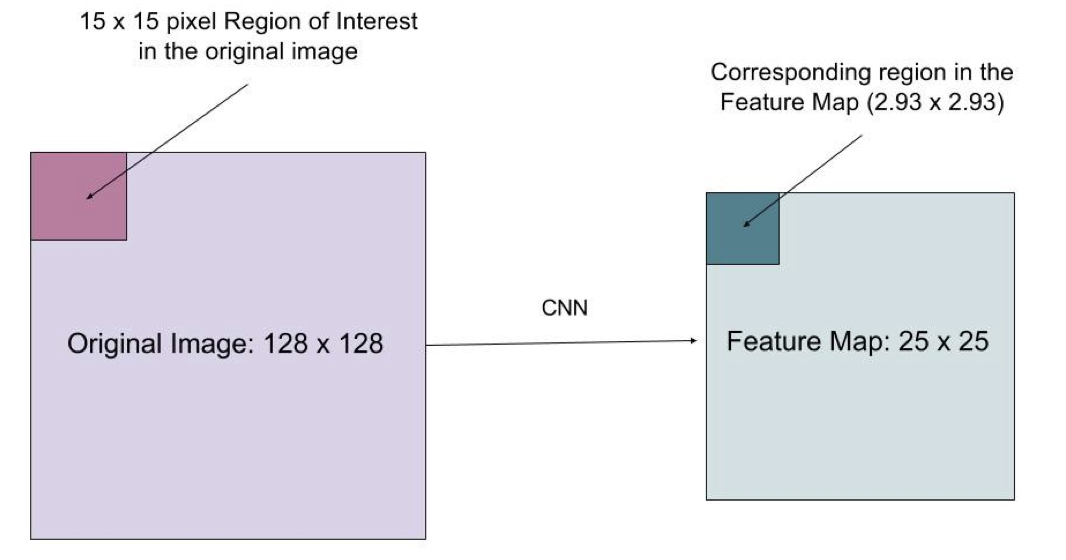 15 x 15 pixel Region of Interest
in the original image
Corresponding region in the
Feature Map (2.93 x 2.93)
CNN
Original Image: 128 x 128
Feature Map: 25 x 25